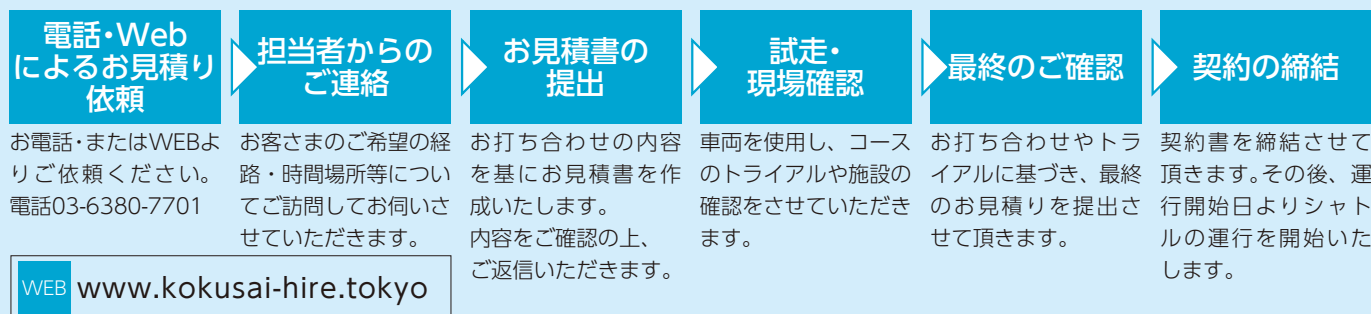 電話・Web
によるお見積り
依頼
お電話・またはWEBよ
りご依頼ください。
電話03-6380-7701
担当者からの
ご連絡
お客さまのご希望の経
路・時間場所等につい
てご訪問してお伺いさ
せていただきます。
お見積書の
提出
お打ち合わせの内容
を基にお見積書を作
成いたします。
内容をご確認の上、
ご返信いただきます。
試走・
現場確認
車両を使用し、コース
のトライアルや施設の
確認をさせていただき
ます。
最終のご確認
お打ち合わせやトラ
イアルに基づき、最終
のお見積りを提出さ
せて頂きます。
契約の締結
契約書を締結させて
頂きます。その後、運
行開始日よりシャト
ルの運行を開始いた
します。
WEB www.kokusai-hire.tokyo